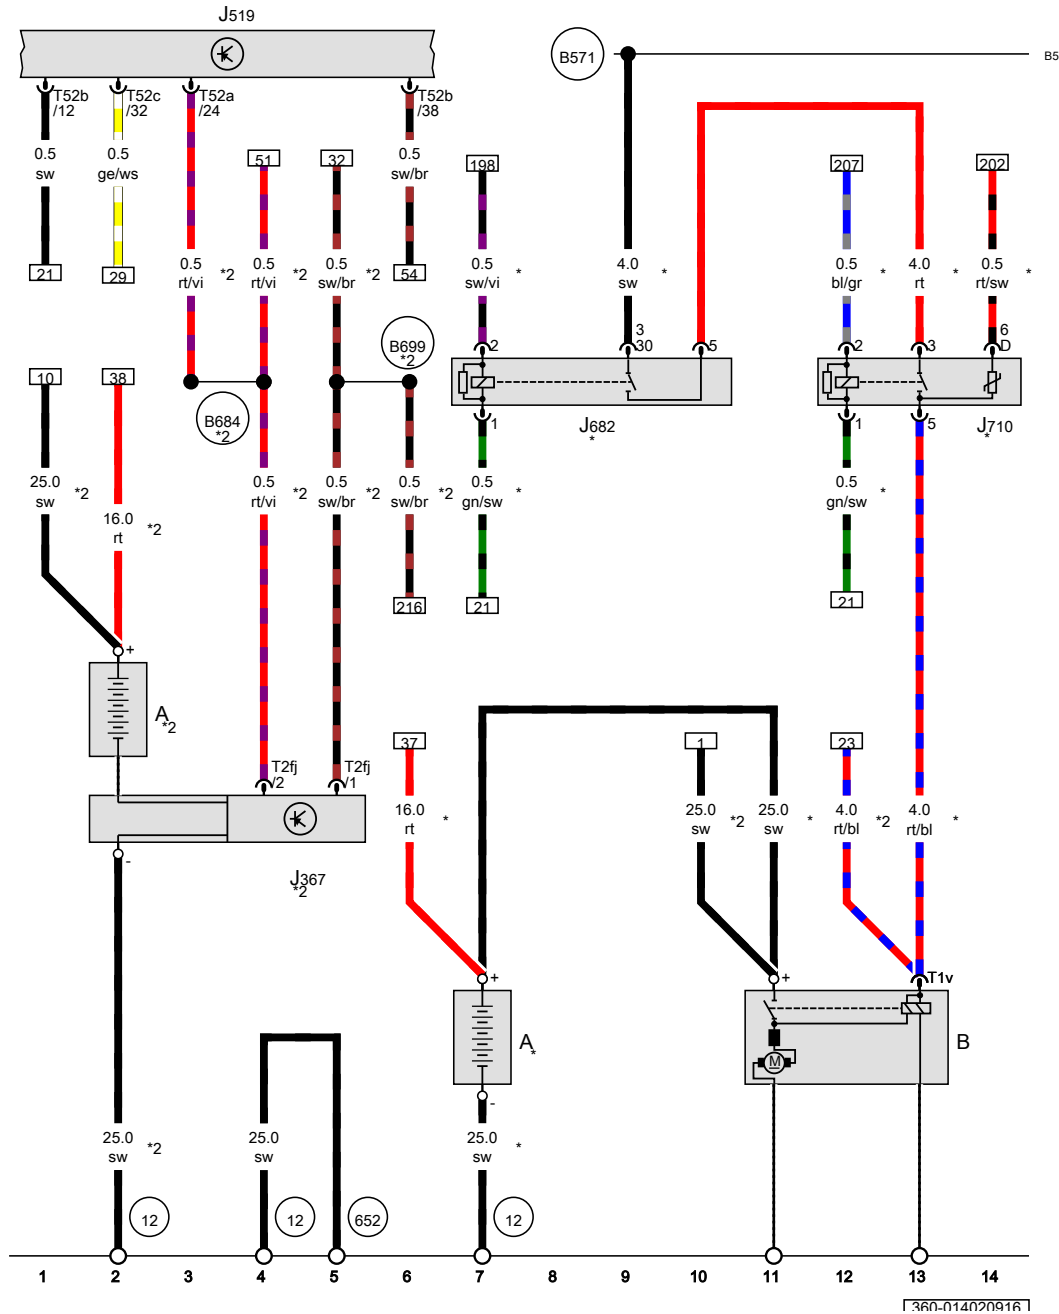 J519
B571
B5
T52b
/12
T52c
/32
T52a
/24
T52b
/38
0.5
sw
0.5
ge/ws
51
32
0.5
sw/br
198
207
202
21
29
0.5
rt/vi
*2
0.5
rt/vi
*2
0.5
sw/br
*2
54
0.5
sw/vi
*
4.0
sw
*
0.5
bl/gr
*
4.0
rt
*
0.5
rt/sw
*
B699
*2
2
3
30
5
2
3
6
D
10
38
B684
*2
1
J682
*
1
5
J710
*
25.0
sw
*2
16.0
rt
*2
0.5
rt/vi
*2
0.5
sw/br
*2
0.5
sw/br
*2
0.5
gn/sw
*
0.5
gn/sw
*
216
21
21
+
A
*2
37
1
23
T2fj
/2
T2fj
/1
16.0
rt
*
25.0
sw
*2
25.0
sw
*
4.0
rt/bl
*2
4.0
rt/bl
*
-
J367
*2
+
+
T1v
A
*
M
B
-
25.0
sw
*2
25.0
sw
25.0
sw
*
12
12
652
12
1 2 3 4 5 6 7 8 9 10 11 12 13 14
360-014020916